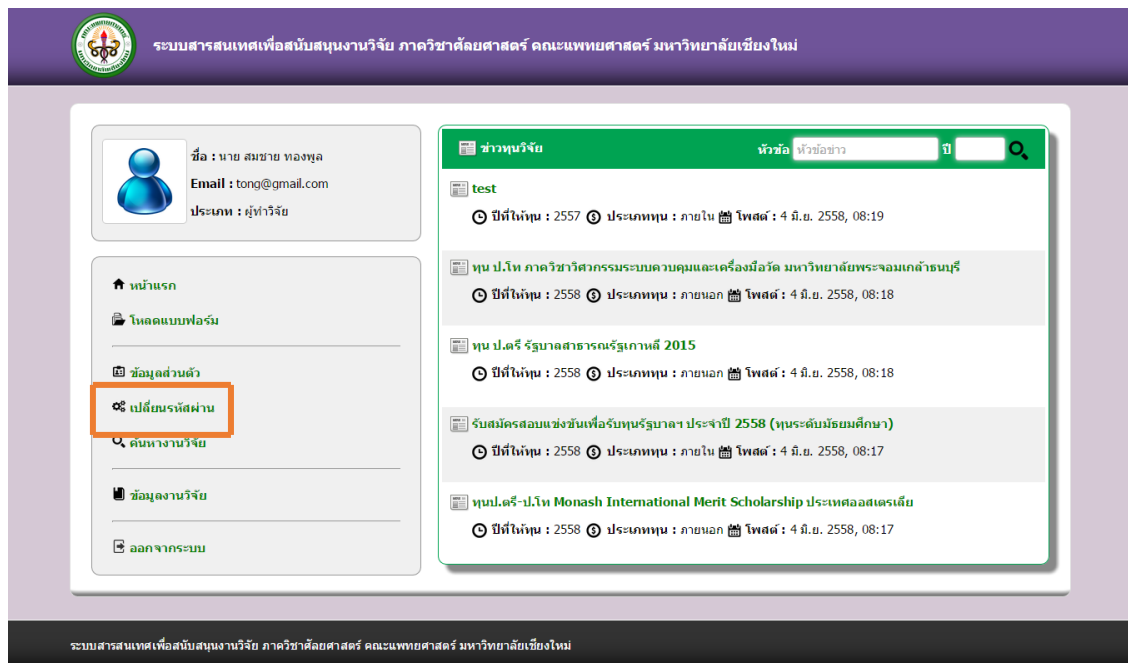 ระบบสารสนเทศเพื่อสนับสนุนงานวิจัย ภาควิชาศัลยศาสตร์ คณะแพทยศาสตร์ มหาวิทยาลัยเชียงใหม่
ชื่อ : นาย สมชาย ทองพูล
Email : tong@gmail.com
ประเภท : ผู้ทำวิจัย
หน้าแรก
โหลดแบบฟอร์ม
ข้อมูลส่วนตัว
เปลี่ยนรหัสผ่าน
ค้นหางานวิจัย
ข้อมูลงานวิจัย
ออกจากระบบ
ข่าวทุนวิจัย หัวข้อ หัวข้อข่าว ปี
test
ปีที่ให้ทุน : 2557 ประเภททุน : ภายใน โพสต์ : 4 มิ.ย. 2558, 08:19
ทุน ป.โท ภาควิชาวิศวกรรมระบบควบคุมและเครื่องมือวัด มหาวิทยาลัยพระจอมเกล้าธนบุรี
ปีที่ให้ทุน : 2558 ประเภททุน : ภายนอก โพสต์ : 4 มิ.ย. 2558, 08:18
ทุน ป.ตรี รัฐบาลสาธารณรัฐเกาหลี 2015
ปีที่ให้ทุน : 2558 ประเภททุน : ภายนอก โพสต์ : 4 มิ.ย. 2558, 08:18
รับสมัครสอบแข่งขันเพื่อรับทุนรัฐบาลฯ ประจำปี 2558 (ทุนระดับมัธยมศึกษา)
ปีที่ให้ทุน : 2558 ประเภททุน : ภายใน โพสต์ : 4 มิ.ย. 2558, 08:17
ทุนป.ตรี-ป.โท Monash International Merit Scholarship ประเทศออสเตรเลีย
ปีที่ให้ทุน : 2558 ประเภททุน : ภายนอก โพสต์ : 4 มิ.ย. 2558, 08:17
ระบบสารสนเทศเพื่อสนับสนุนงานวิจัย ภาควิชาศัลยศาสตร์ คณะแพทยศาสตร์ มหาวิทยาลัยเชียงใหม่